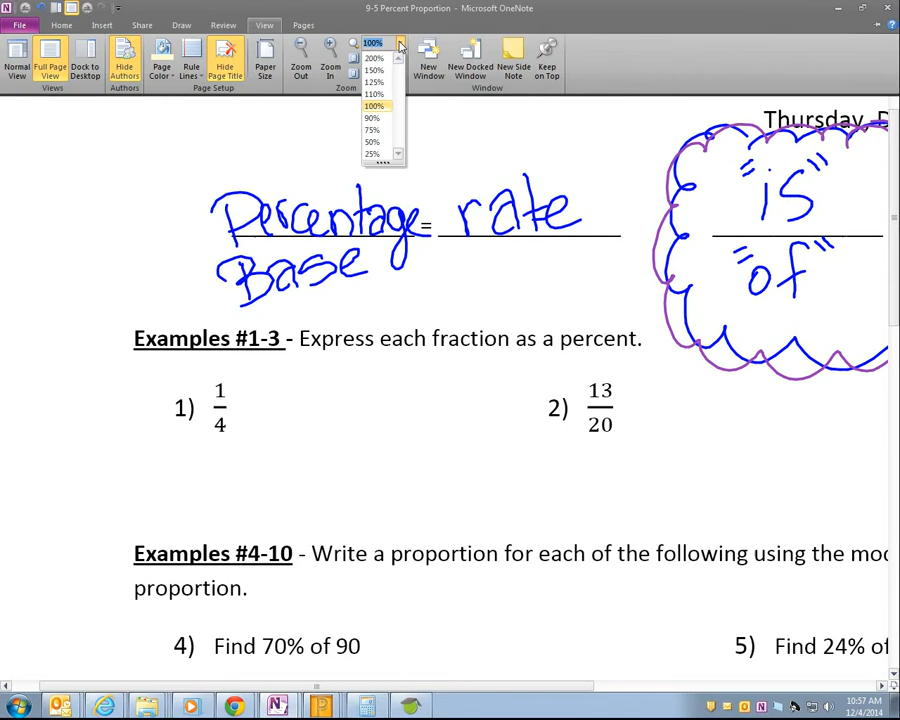 9-5 Percent Proportion - Microsoft OneNote
File Home Insert Share Draw Review View Pages
100%
Normal View
Full Page View
Dock to Desktop
Views
Hide Authors
Authors
Page Color
Rule Lines
Hide Page Title
Page Setup
Paper Size
Zoom Out
Zoom In
Zoom
New Window
New Docked Window
New Side Note
Keep on Top
Window
200%
150%
125%
110%
100%
90%
75%
50%
25%
Thursday, D
Percentage = rate
Base
"is"
"of"
Examples #1-3 - Express each fraction as a percent.
1) 1/4
2) 13/20
Examples #4-10 - Write a proportion for each of the following using the mod
proportion.
4) Find 70% of 90
5) Find 24% of
10:57 AM
12/4/2014